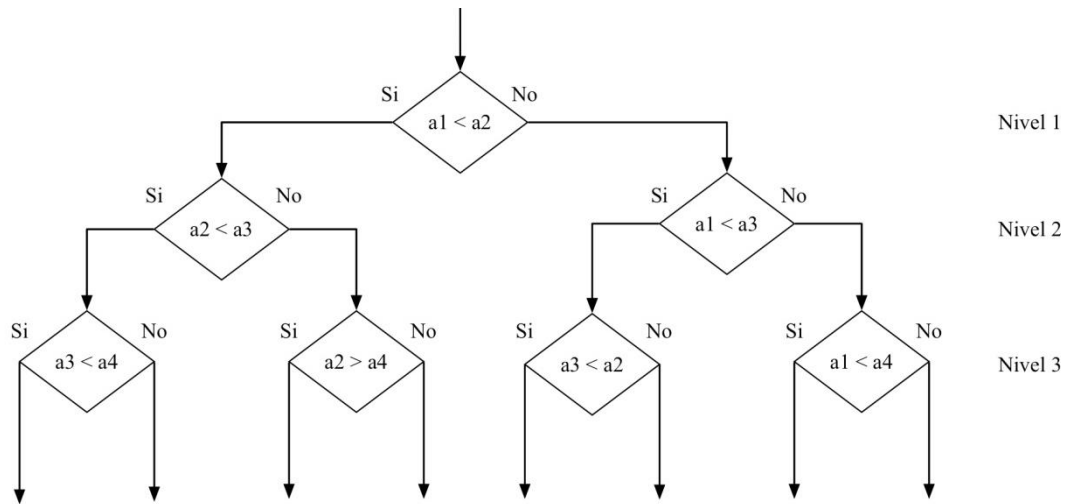 Si
No
a1 < a2
Nivel 1
Si
No
a2 < a3
Si
No
a1 < a3
Nivel 2
Si
No
a3 < a4
Si
No
a2 > a4
Si
No
a3 < a2
Si
No
a1 < a4
Nivel 3